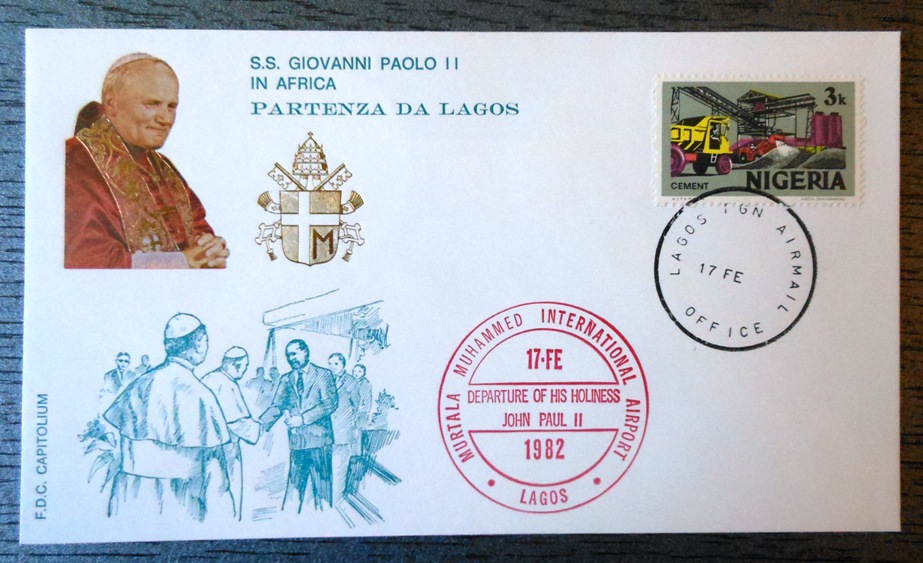 S.S. GIOVANNI PAOLO II
IN AFRICA
PARTENZA DA LAGOS
3k
CEMENT
NIGERIA
LAGOS FGN AIRMAIL
17 FE
OFFICE
M
MURTALA MUHAMMED INTERNATIONAL AIRPORT
17·FE
DEPARTURE OF HIS HOLINESS
JOHN PAUL II
1982
• LAGOS •
F.D.C. CAPITOLIUM